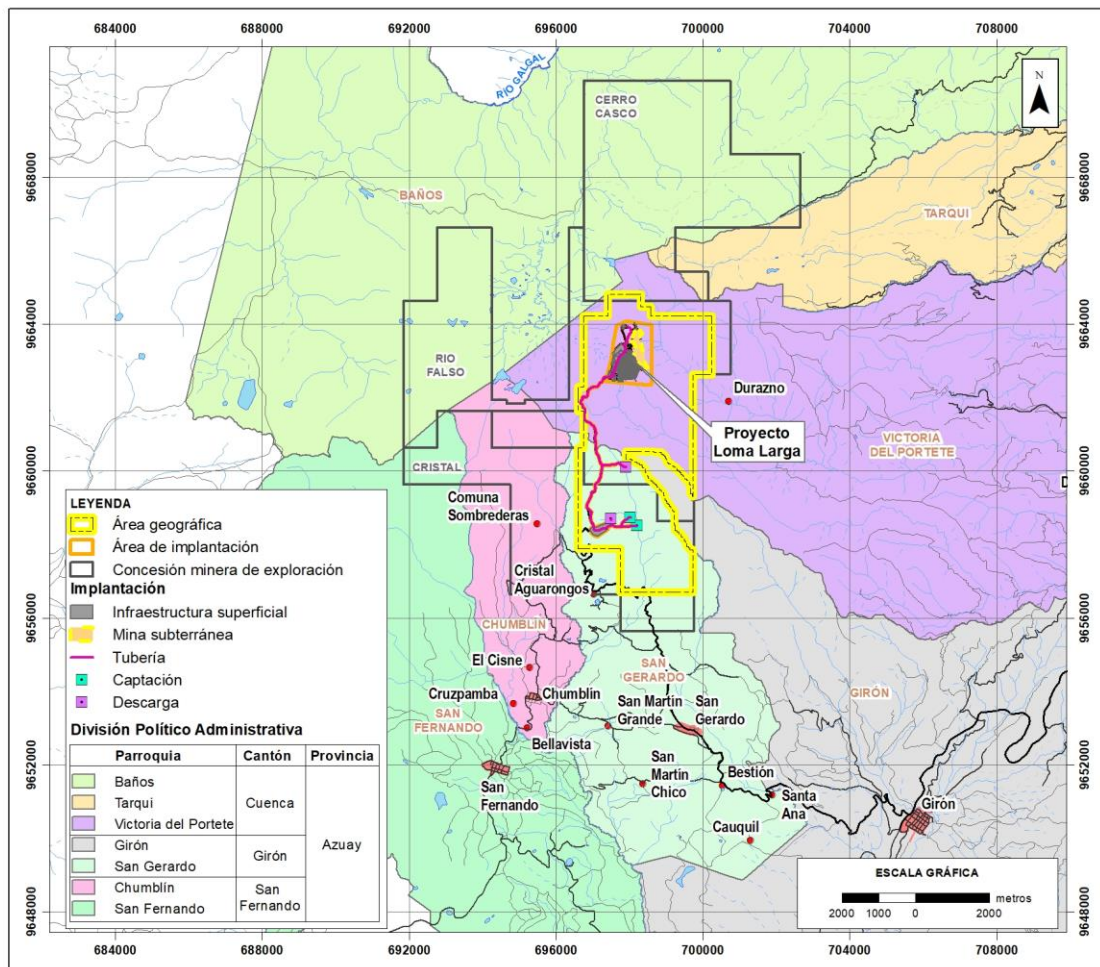 684000 688000 692000 696000 700000 704000 708000
RIO GALGAL
N
CERRO
CASCO
9668000 9668000
BAÑOS
TARQUI
9664000 9664000
RIO
FALSO
Durazno
Proyecto
Loma Larga
VICTORIA
DEL PORTETE
9660000 9660000
CRISTAL
D
Comuna
Sombrederas
Cristal
Aguarongos
9656000 9656000
CHUMBLÍN
El Cisne
SAN
GERARDO
GIRÓN
Cruzpamba
Chumblin
San Martin
Grande
San
Gerardo
SAN
FERNANDO
Bellavista
9652000 9652000
San
Fernando
San
Martin
Chico
Bestión
Santa
Ana
Girón
Cauquil
LEYENDA
Área geográfica
Área de implantación
Concesión minera de exploración
Implantación
Infraestructura superficial
Mina subterránea
Tubería
Captación
Descarga
División Político Administrativa
Parroquia Cantón Provincia
Baños
Tarqui
Victoria del Portete
Cuenca
Girón
San Gerardo
Girón
Chumblín
San Fernando
San
Fernando
Azuay
ESCALA GRÁFICA
2000 1000 0 2000 metros
9648000 9648000
684000 688000 692000 696000 700000 704000 708000